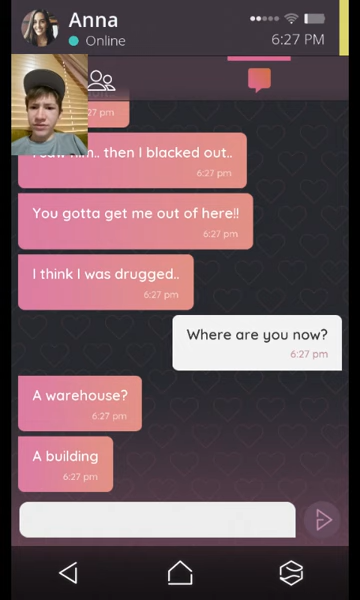 Anna
Online
6:27 PM
27 pm
then I blacked out..
6:27 pm
You gotta get me out of here!!
6:27 pm
I think I was drugged..
6:27 pm
Where are you now?
6:27 pm
A warehouse?
6:27 pm
A building
6:27 pm